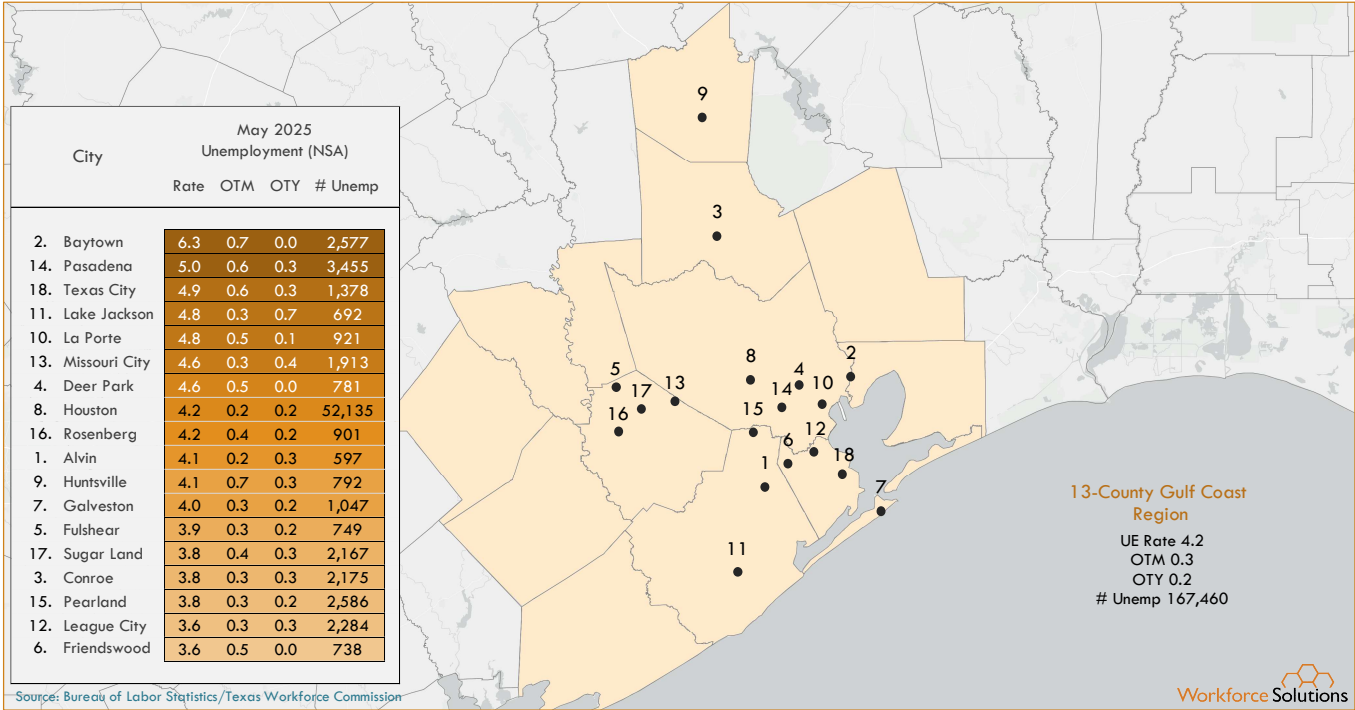 City
May 2025
Unemployment (NSA)
Rate OTM OTY # Unemp
2. Baytown 6.3 0.7 0.0 2,577
14. Pasadena 5.0 0.6 0.3 3,455
18. Texas City 4.9 0.6 0.3 1,378
11. Lake Jackson 4.8 0.3 0.7 692
10. La Porte 4.8 0.5 0.1 921
13. Missouri City 4.6 0.3 0.4 1,913
4. Deer Park 4.6 0.5 0.0 781
8. Houston 4.2 0.2 0.2 52,135
16. Rosenberg 4.2 0.4 0.2 901
1. Alvin 4.1 0.2 0.3 597
9. Huntsville 4.1 0.7 0.3 792
7. Galveston 4.0 0.3 0.2 1,047
5. Fulshear 3.9 0.3 0.2 749
17. Sugar Land 3.8 0.4 0.3 2,167
3. Conroe 3.8 0.3 0.3 2,175
15. Pearland 3.8 0.3 0.2 2,586
12. League City 3.6 0.3 0.3 2,284
6. Friendswood 3.6 0.5 0.0 738
Source: Bureau of Labor Statistics/Texas Workforce Commission
9
3
8
2
5
4
17
13
14
10
16
15
6
12
1
18
7
11
13-County Gulf Coast
Region
UE Rate 4.2
OTM 0.3
OTY 0.2
# Unemp 167,460
Workforce Solutions